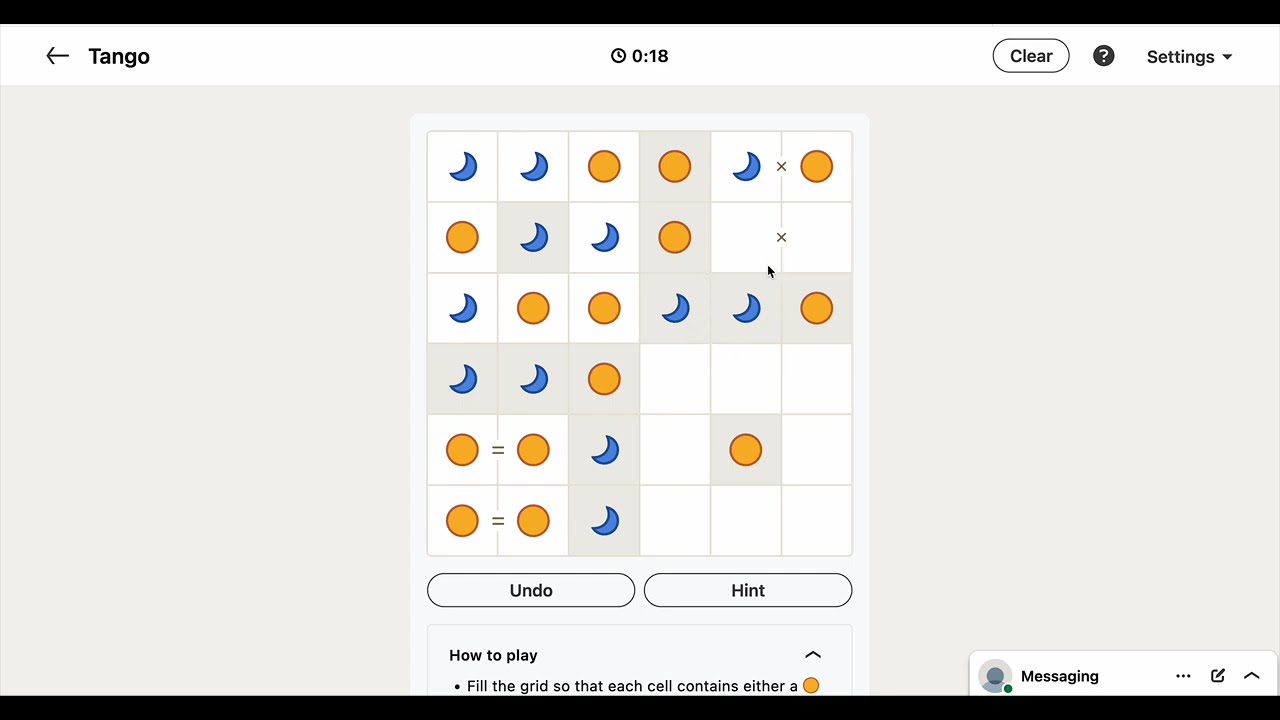 Tango
0:18
Clear
?
Settings
×
×
=
=
Undo
Hint
How to play
• Fill the grid so that each cell contains either a
Messaging